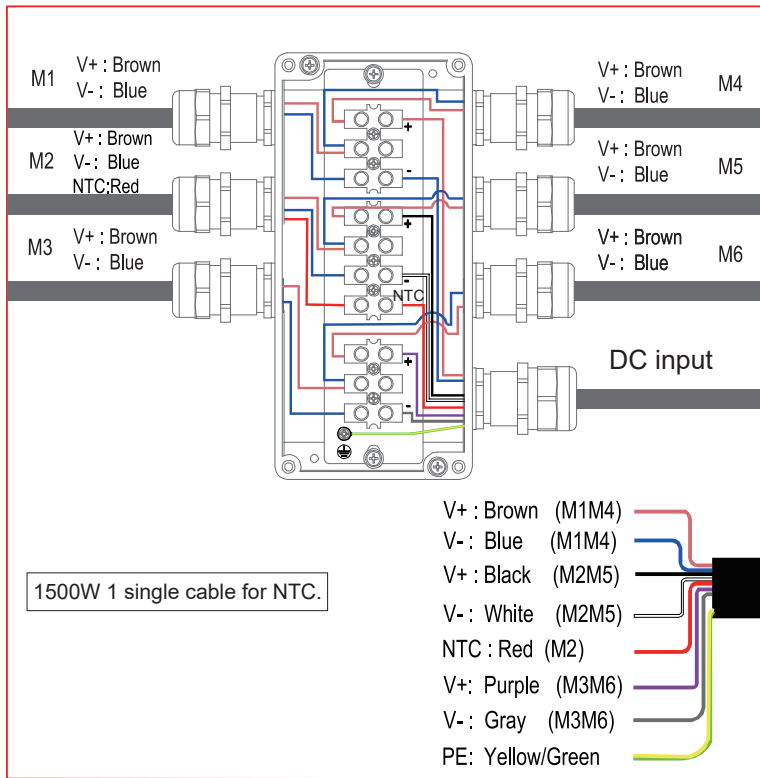 M1
V+ : Brown
V- : Blue
M2
V+ : Brown
V- : Blue
NTC:Red
M3
V+ : Brown
V- : Blue
V+ : Brown
V- : Blue
M4
V+ : Brown
V- : Blue
M5
V+ : Brown
V- : Blue
M6
+
-
+
-
NTC
+
-
DC input
V+ : Brown (M1M4)
V- : Blue (M1M4)
V+ : Black (M2M5)
V- : White (M2M5)
NTC : Red (M2)
V+: Purple (M3M6)
V- : Gray (M3M6)
PE: Yellow/Green
1500W 1 single cable for NTC.